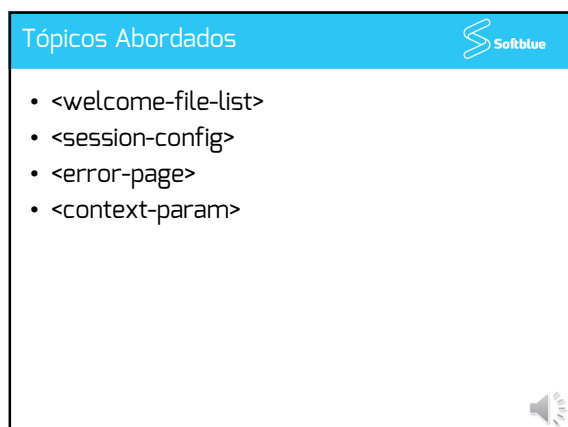 Tópicos Abordados
Softblue
• <welcome-file-list>
• <session-config>
• <error-page>
• <context-param>